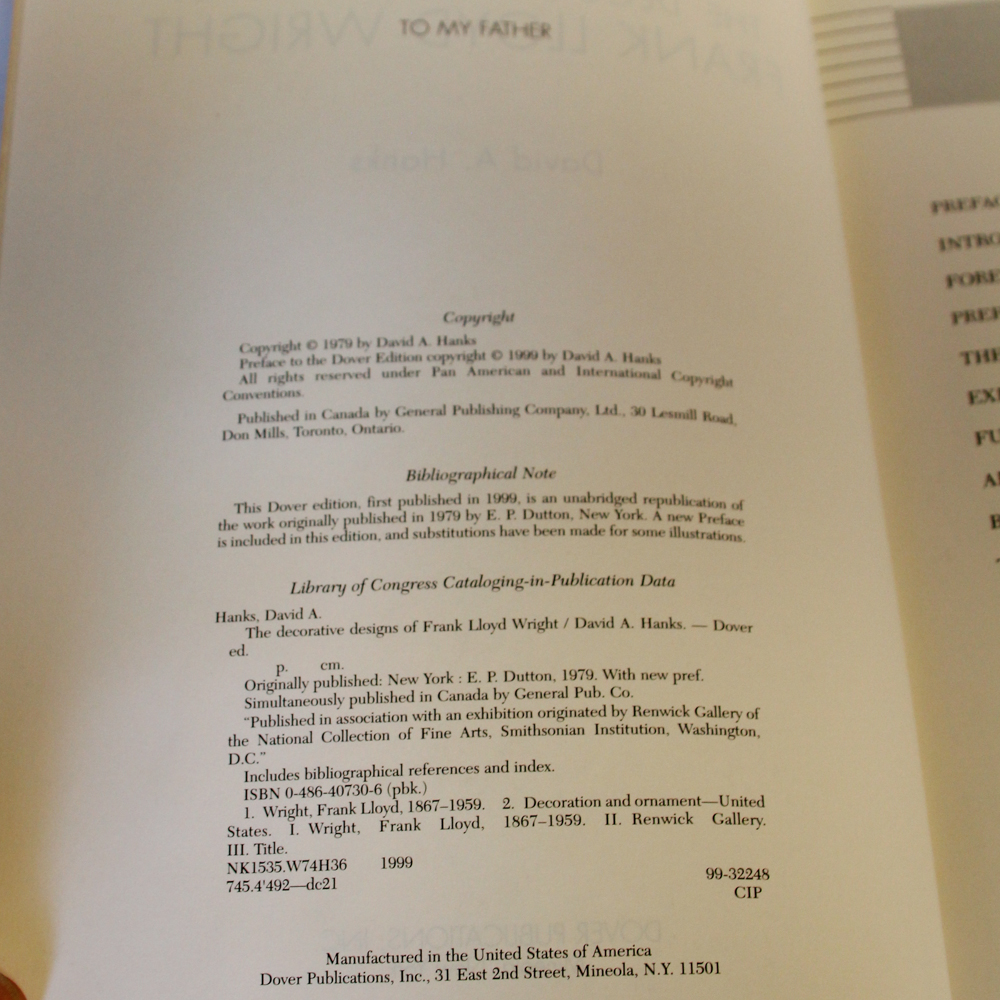 TO MY FATHER
Copyright
Copyright © 1979 by David A. Hanks
Preface to the Dover Edition copyright © 1999 by David A. Hanks
All rights reserved under Pan American and International Copyright
Conventions.
Published in Canada by General Publishing Company, Ltd., 30 Lesmill Road,
Don Mills, Toronto, Ontario.
Bibliographical Note
This Dover edition, first published in 1999, is an unabridged republication of
the work originally published in 1979 by E. P. Dutton, New York. A new Preface
is included in this edition, and substitutions have been made for some illustrations.
Library of Congress Cataloging-in-Publication Data
Hanks, David A.
The decorative designs of Frank Lloyd Wright / David A. Hanks. — Dover
ed.
p. cm.
Originally published: New York : E. P. Dutton, 1979. With new pref.
Simultaneously published in Canada by General Pub. Co.
"Published in association with an exhibition originated by Renwick Gallery of
the National Collection of Fine Arts, Smithsonian Institution, Washington,
D.C."
Includes bibliographical references and index.
ISBN 0-486-40730-6 (pbk.)
1. Wright, Frank Lloyd, 1867–1959. 2. Decoration and ornament—United
States. I. Wright, Frank Lloyd, 1867–1959. II. Renwick Gallery.
III. Title.
NK1535.W74H36 1999
745.4'492—dc21
99-32248
CIP
Manufactured in the United States of America
Dover Publications, Inc., 31 East 2nd Street, Mineola, N.Y. 11501